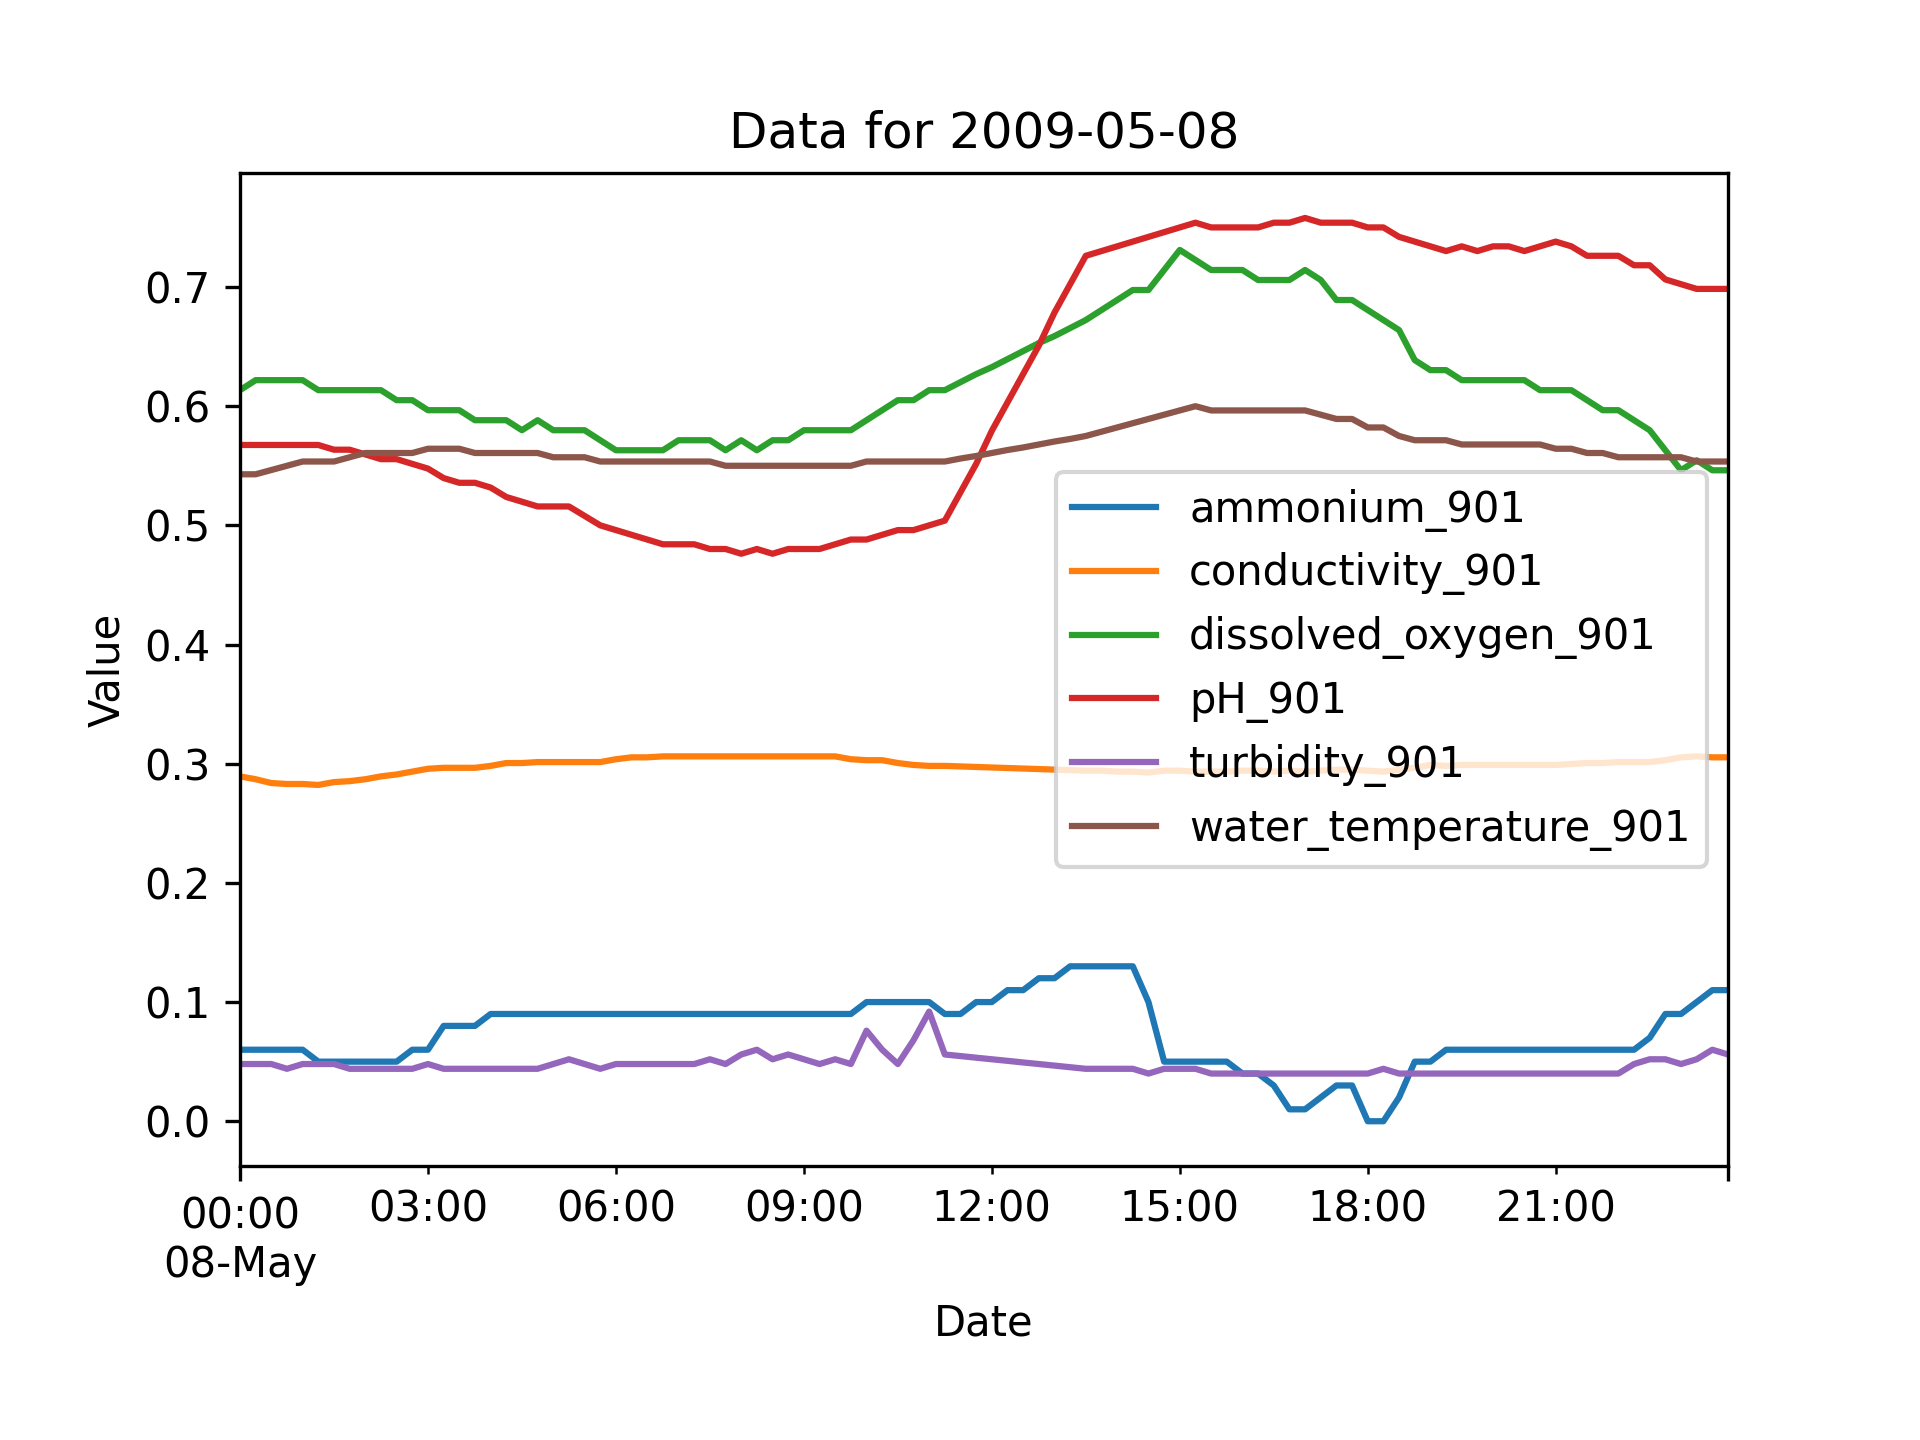 Data for 2009-05-08
Value
0.7
0.6
0.5
0.4
0.3
0.2
0.1
0.0
ammonium_901
conductivity_901
dissolved_oxygen_901
pH_901
turbidity_901
water_temperature_901
00:00 03:00 06:00 09:00 12:00 15:00 18:00 21:00
08-May
Date